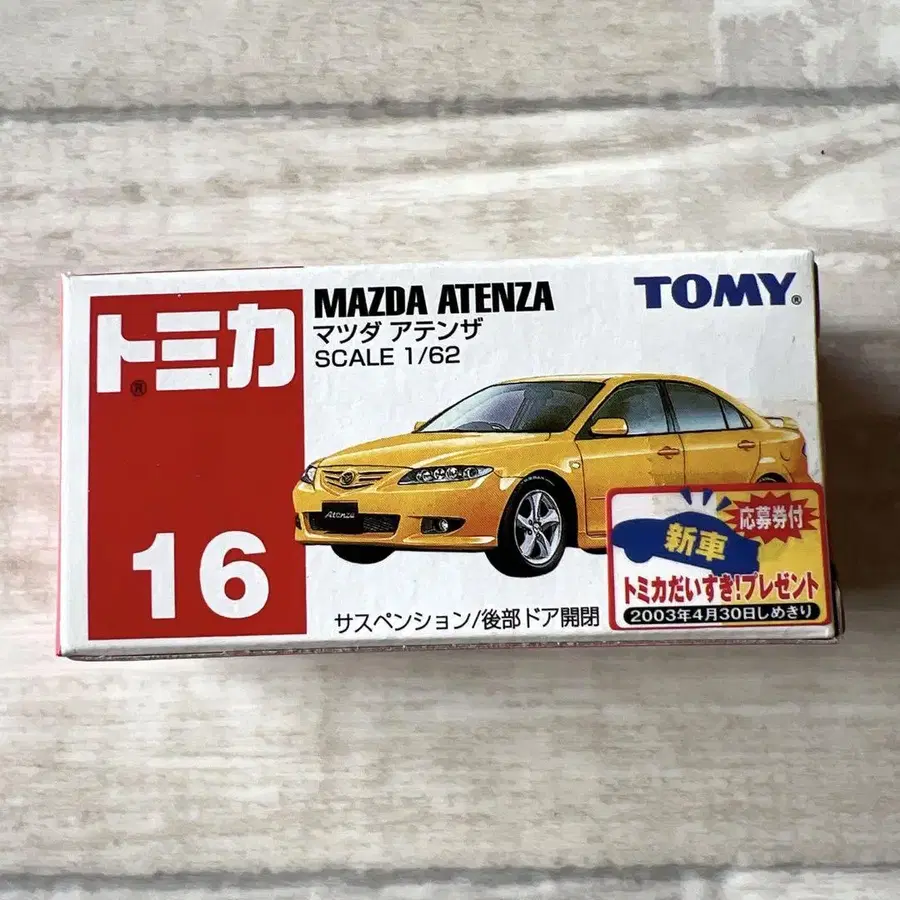 トミカ®
16
MAZDA ATENZA
マツダ アテンザ
SCALE 1/62
TOMY®
Atenza
サスペンション/後部ドア開閉
応募券付
新車
トミカだいすき!プレゼント
2003年4月30日しめきり